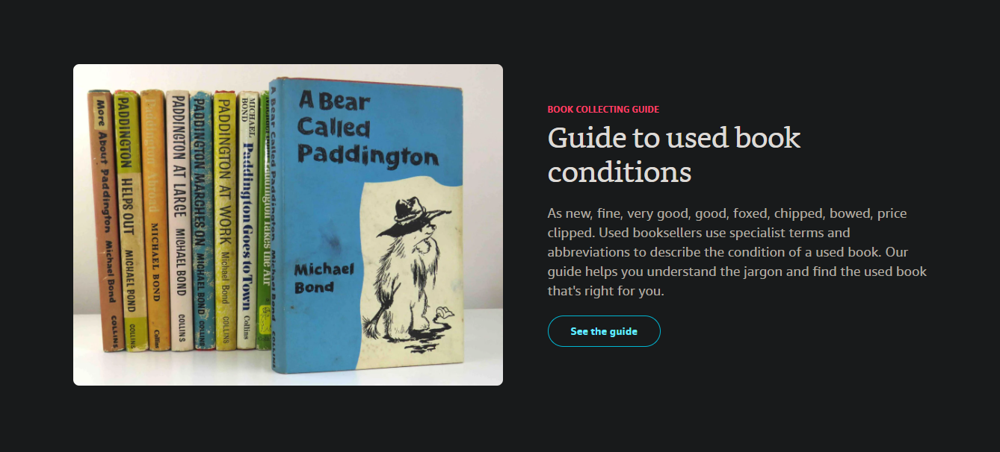 More About Paddington Michael Bond COLLINS
PADDINGTON HELPS OUT MICHAEL BOND COLLINS
Paddington Abroad MICHAEL BOND Collins
PADDINGTON AT LARGE MICHAEL BOND COLLINS
PADDINGTON MARCHES ON MICHAEL BOND COLLINS
PADDINGTON AT WORK Michael Bond COLLINS
MICHAEL
BOND
Paddington Goes to Town Collins
Paddington Takes the Air
A Bear Called Paddington Michael Bond COLLINS
A Bear
Called
Paddington
Michael
Bond
BOOK COLLECTING GUIDE
Guide to used book
conditions
As new, fine, very good, good, foxed, chipped, bowed, price
clipped. Used booksellers use specialist terms and
abbreviations to describe the condition of a used book. Our
guide helps you understand the jargon and find the used book
that's right for you.
See the guide